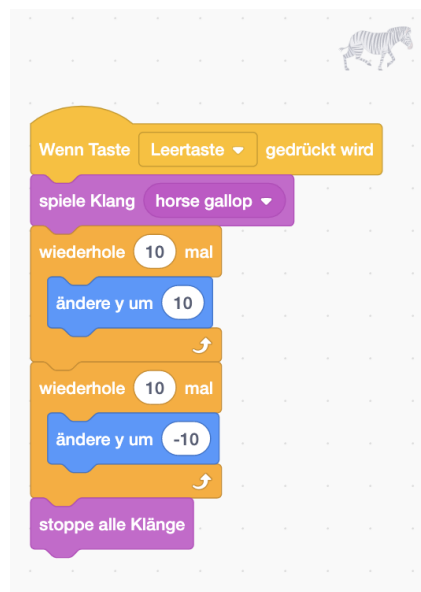 Wenn Taste Leertaste gedrückt wird
spiele Klang horse gallop
wiederhole 10 mal
ändere y um 10
wiederhole 10 mal
ändere y um -10
stoppe alle Klänge